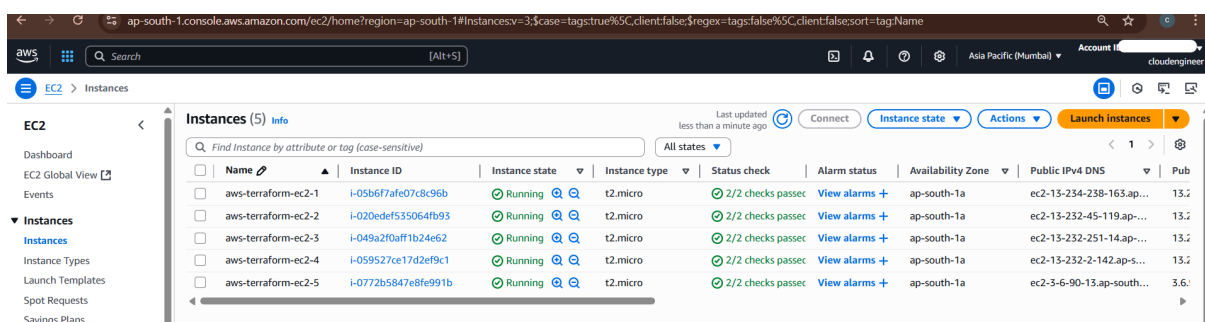 ap-south-1.console.aws.amazon.com/ec2/home?region=ap-south-1#Instances:v=3;$case=tags:true%5C,client:false;$regex=tags:false%5C,client:false;sort=tag:Name
C
aws
Search [Alt+S]
Asia Pacific (Mumbai)
Account I
cloudengineer
EC2 > Instances
EC2
Dashboard
EC2 Global View
Events
Instances
Instances
Instance Types
Launch Templates
Spot Requests
Savings Plans
Instances (5) Info
Last updated
less than a minute ago
Connect
Instance state
Actions
Launch instances
Find Instance by attribute or tag (case-sensitive)
All states
1
Name Instance ID Instance state Instance type Status check Alarm status Availability Zone Public IPv4 DNS Pub
aws-terraform-ec2-1 i-05b6f7afe07c8c96b Running t2.micro 2/2 checks passec View alarms + ap-south-1a ec2-13-234-238-163.ap... 13.2
aws-terraform-ec2-2 i-020edef535064fb93 Running t2.micro 2/2 checks passec View alarms + ap-south-1a ec2-13-232-45-119.ap-... 13.2
aws-terraform-ec2-3 i-049a2f0aff1b24e62 Running t2.micro 2/2 checks passec View alarms + ap-south-1a ec2-13-232-251-14.ap-... 13.2
aws-terraform-ec2-4 i-059527ce17d2ef9c1 Running t2.micro 2/2 checks passec View alarms + ap-south-1a ec2-13-232-2-142.ap-s... 13.2
aws-terraform-ec2-5 i-0772b5847e8fe991b Running t2.micro 2/2 checks passec View alarms + ap-south-1a ec2-3-6-90-13.ap-south... 3.6.